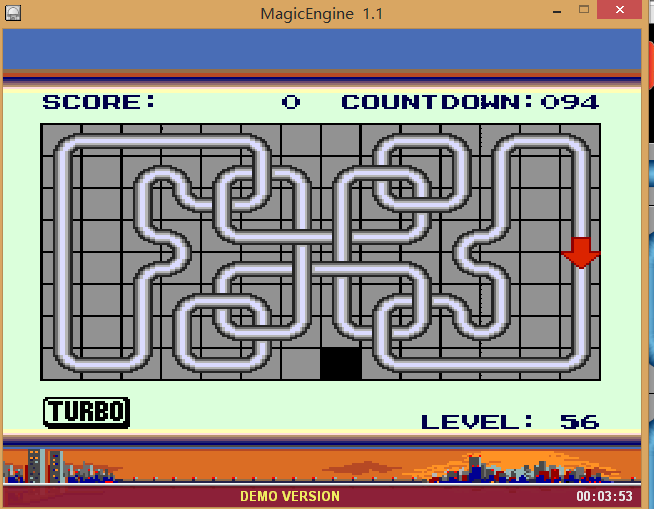 MagicEngine 1.1
SCORE: 0 COUNTDOWN:094
TURBO
LEVEL: 56
DEMO VERSION 00:03:53